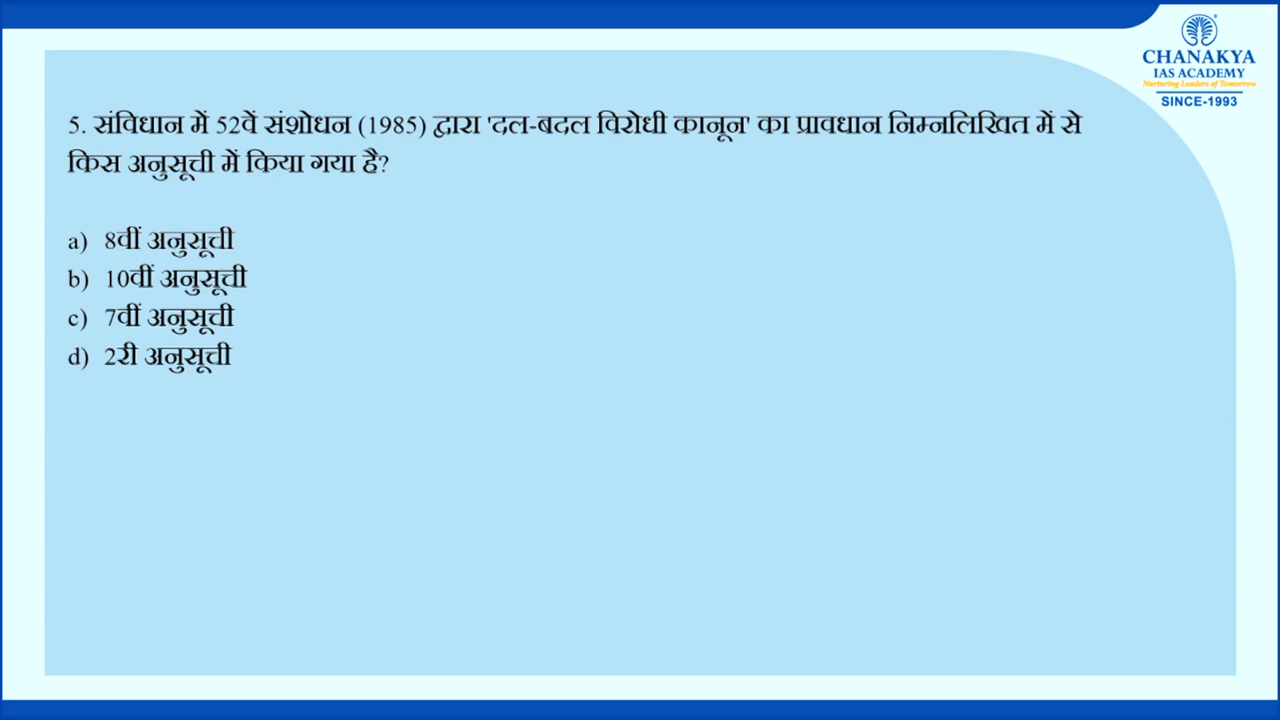 CHANAKYA
IAS ACADEMY
Nurturing Leaders of Tomorrow
SINCE-1993
5. संविधान में 52वें संशोधन (1985) द्वारा 'दल-बदल विरोधी कानून' का प्रावधान निम्नलिखित में से
किस अनुसूची में किया गया है?
a) 8वीं अनुसूची
b) 10वीं अनुसूची
c) 7वीं अनुसूची
d) 2री अनुसूची